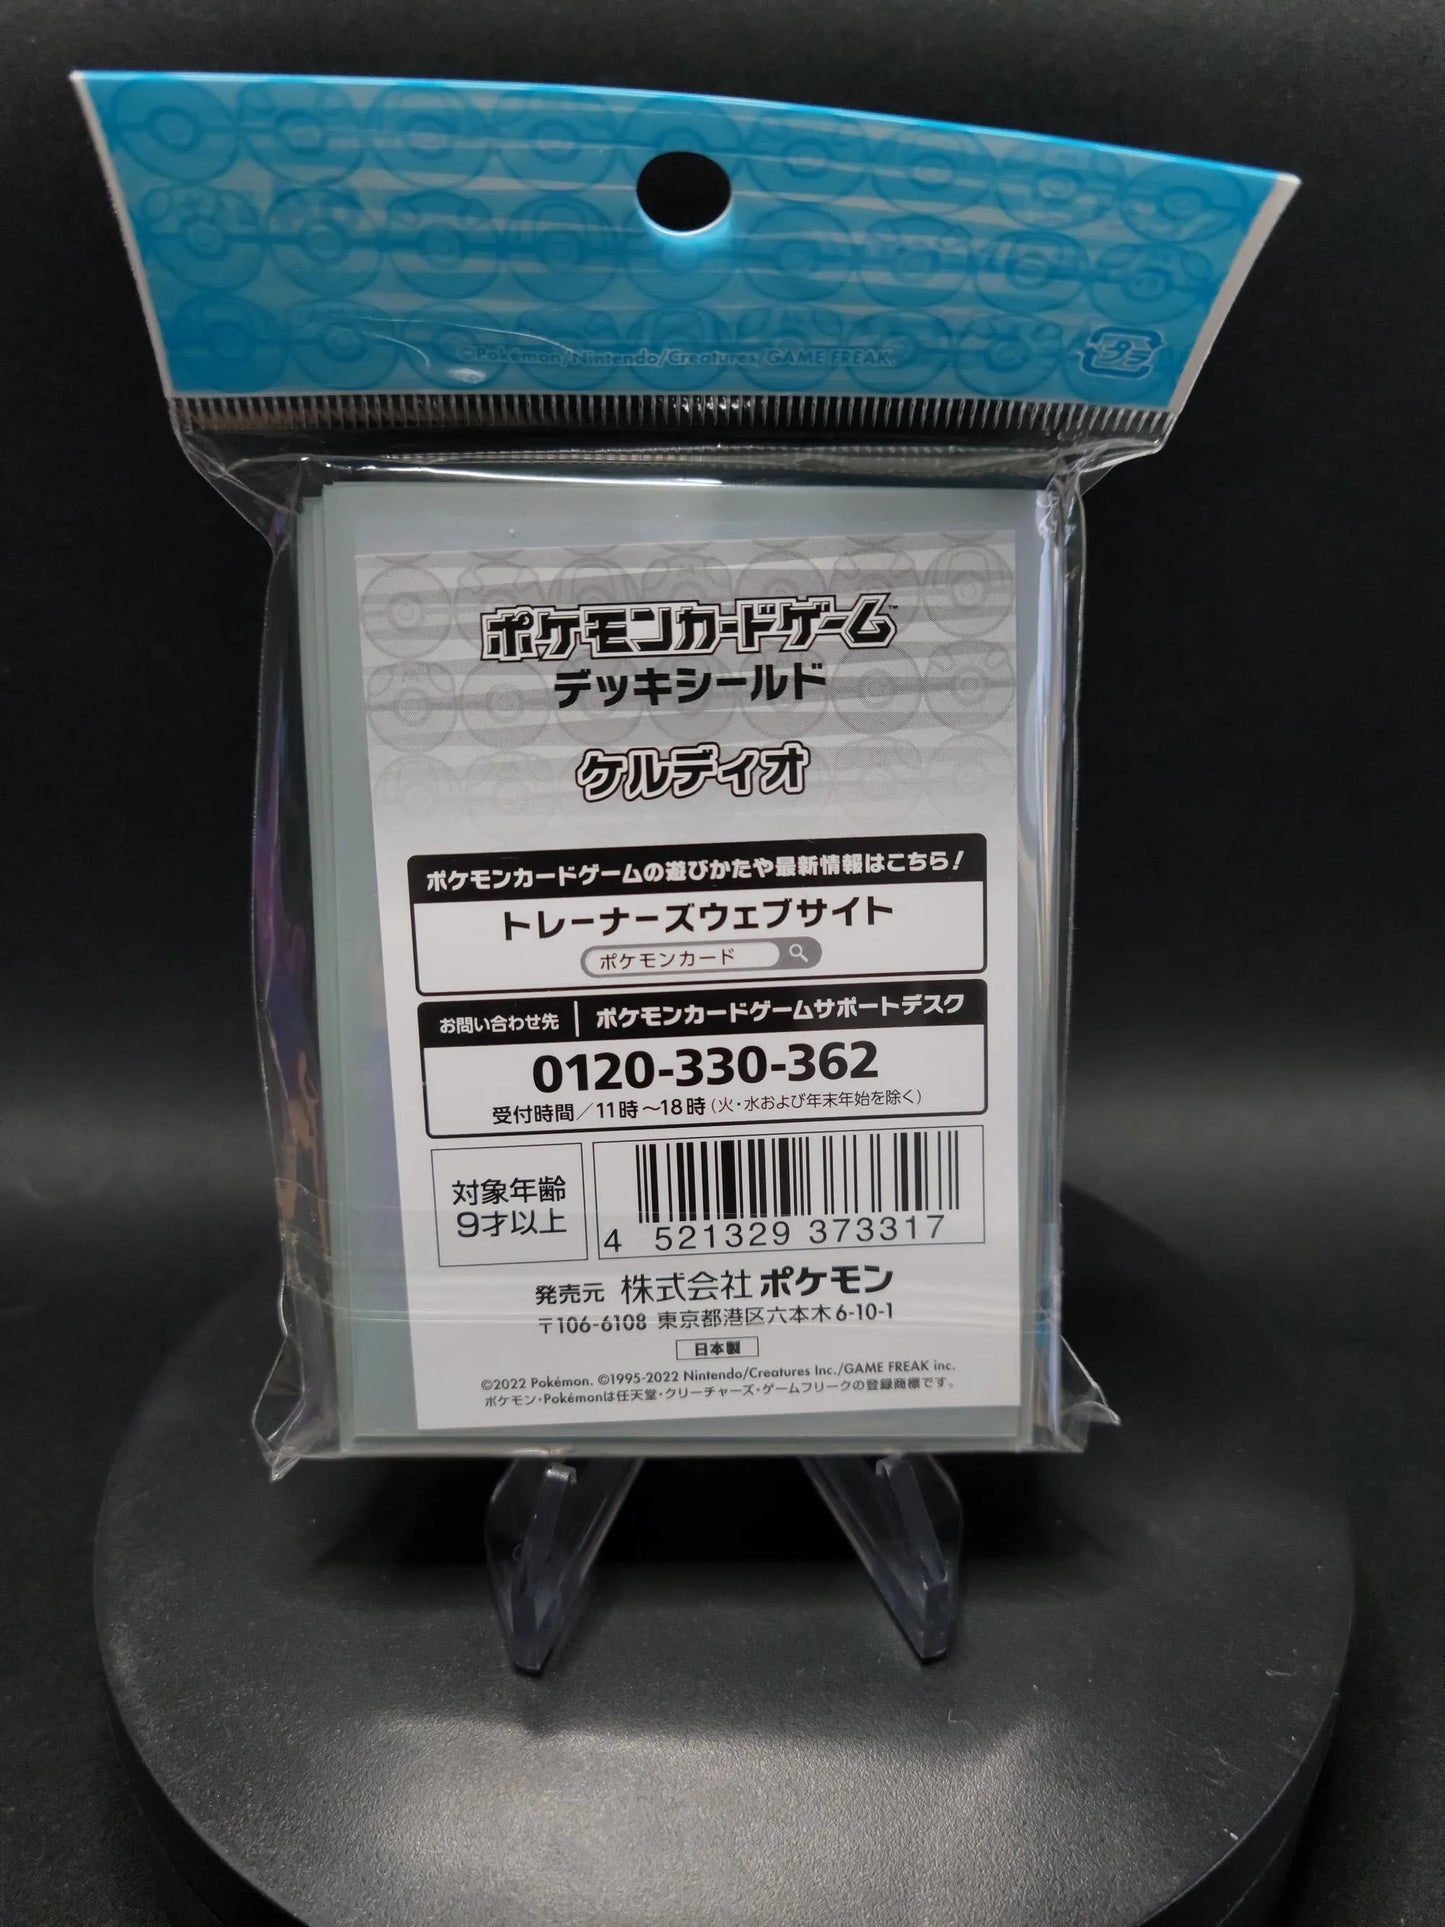 ©Pokémon/Nintendo/Creatures/GAME FREAK
プラ
ポケモンカードゲーム™
デッキシールド
ケルディオ
ポケモンカードゲームの遊びかたや最新情報はこちら!
トレーナーズウェブサイト
ポケモンカード
お問い合わせ先 ポケモンカードゲームサポートデスク
0120-330-362
受付時間/11時~18時(火・水および年末年始を除く)
対象年齢
9才以上
4 521329 373317
発売元 株式会社ポケモン
〒106-6108 東京都港区六本木6-10-1
日本製
©2022 Pokémon. ©1995-2022 Nintendo/Creatures Inc./GAME FREAK inc.
ポケモン・Pokémonは任天堂・クリーチャーズ・ゲームフリークの登録商標です。